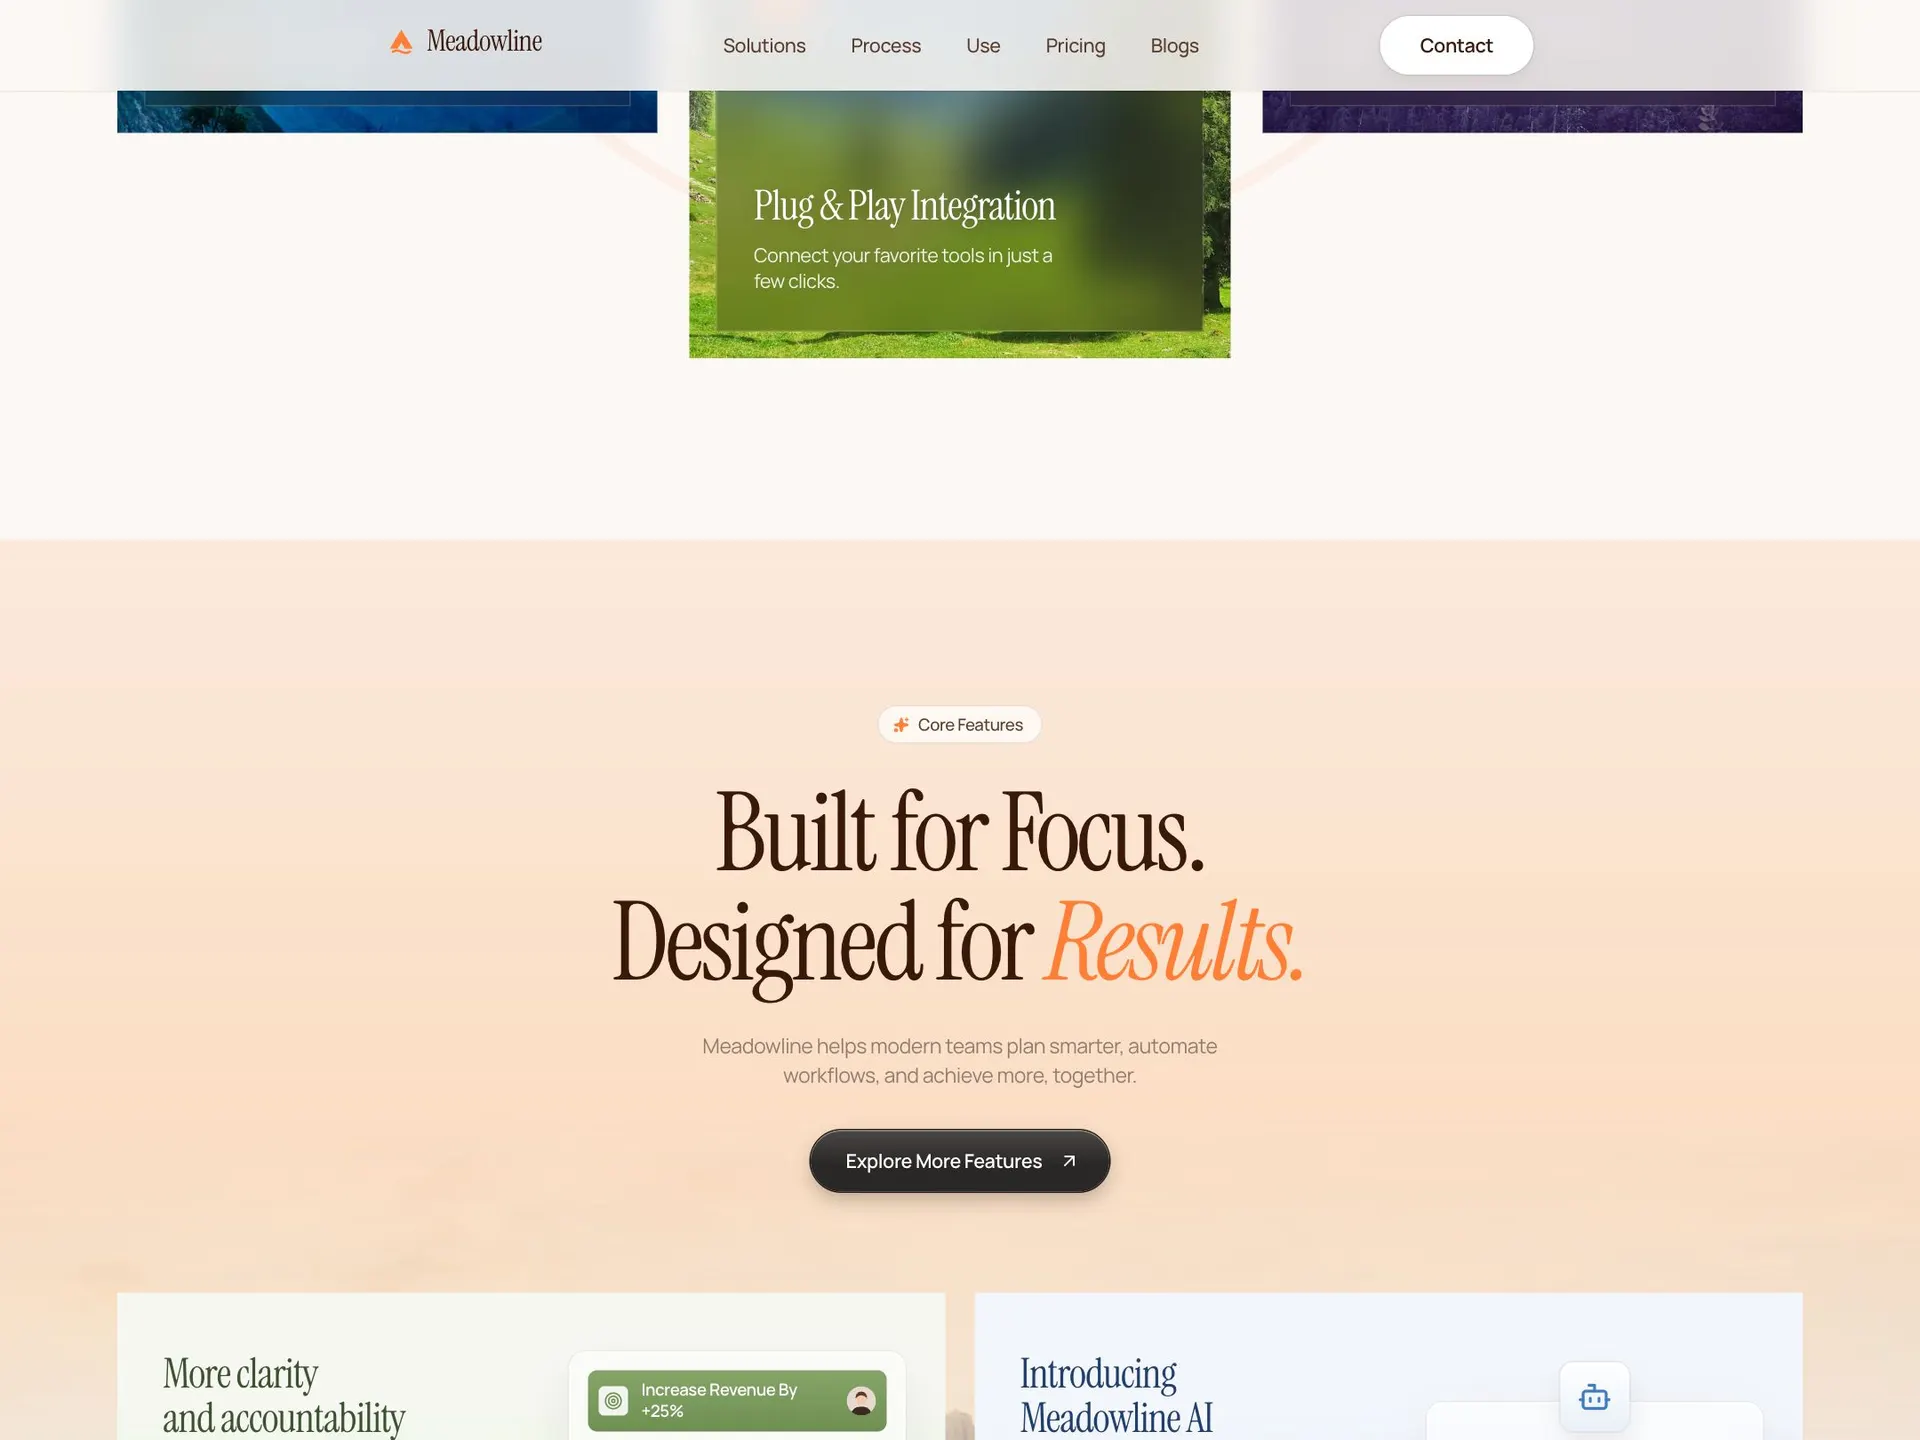 Meadowline
Solutions
Process
Use
Pricing
Blogs
Contact
Plug & Play Integration
Connect your favorite tools in just a
few clicks.
Core Features
Built for Focus.
Designed for Results.
Meadowline helps modern teams plan smarter, automate
workflows, and achieve more, together.
Explore More Features
More clarity
and accountability
Increase Revenue By
+25%
Introducing
Meadowline AI